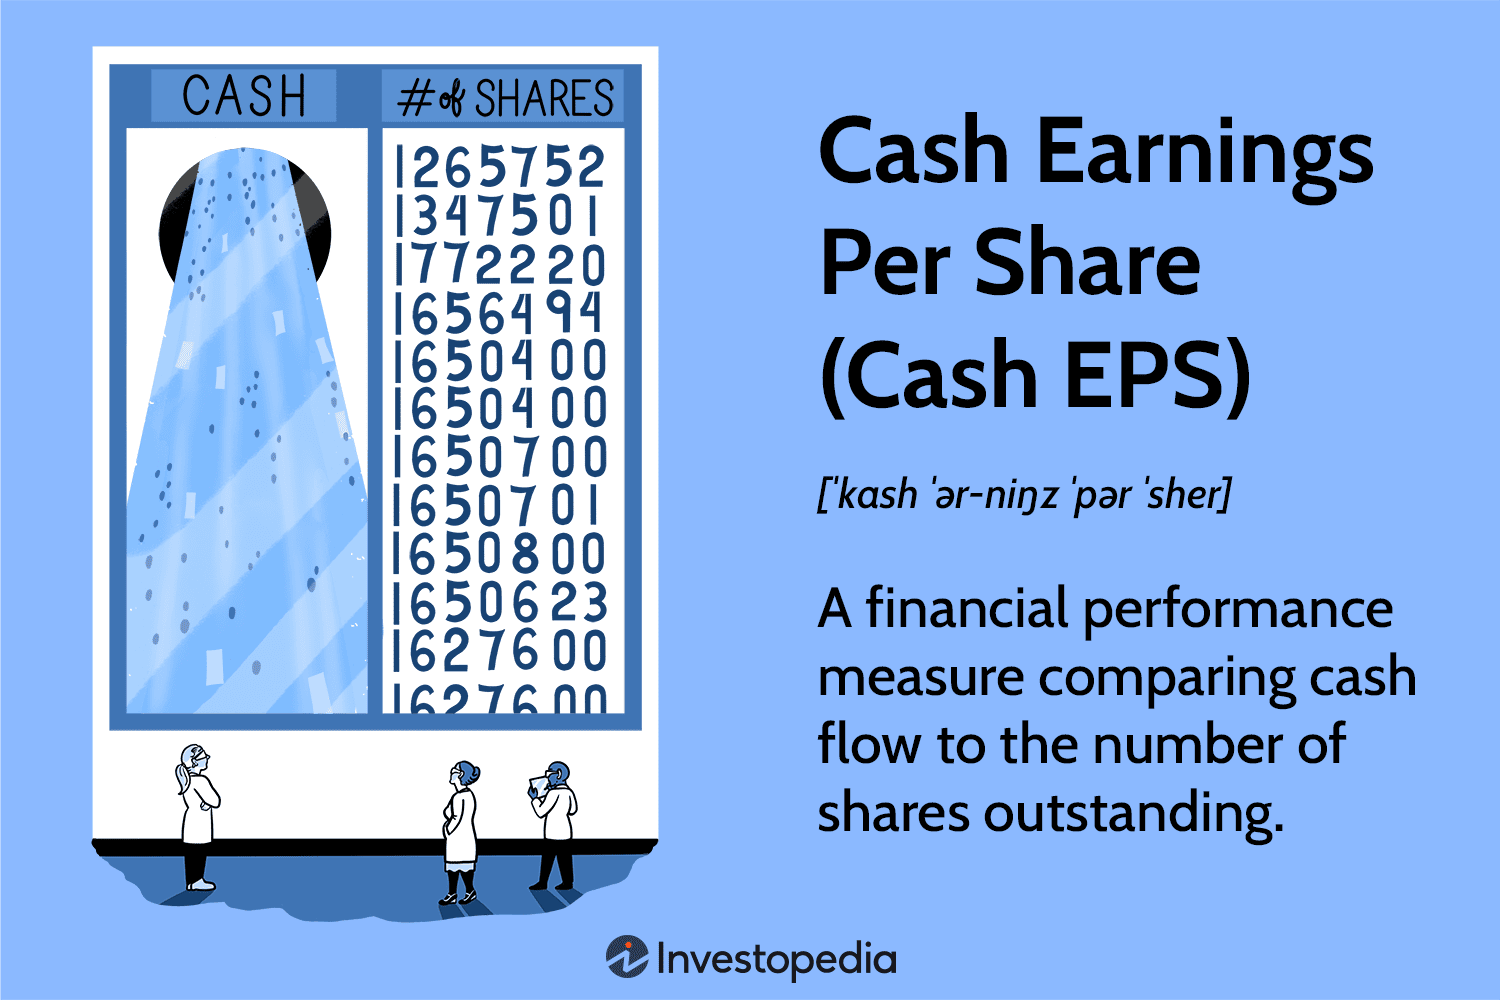 CASH
# of SHARES
1265752
1347501
1772220
1656494
1650400
1650400
1650700
1650701
1650800
1650623
1627600
1627600
Cash Earnings
Per Share
(Cash EPS)
[ˈkash ˈər-niŋz ˈpər ˈsher]
A financial performance
measure comparing cash
flow to the number of
shares outstanding.
Investopedia